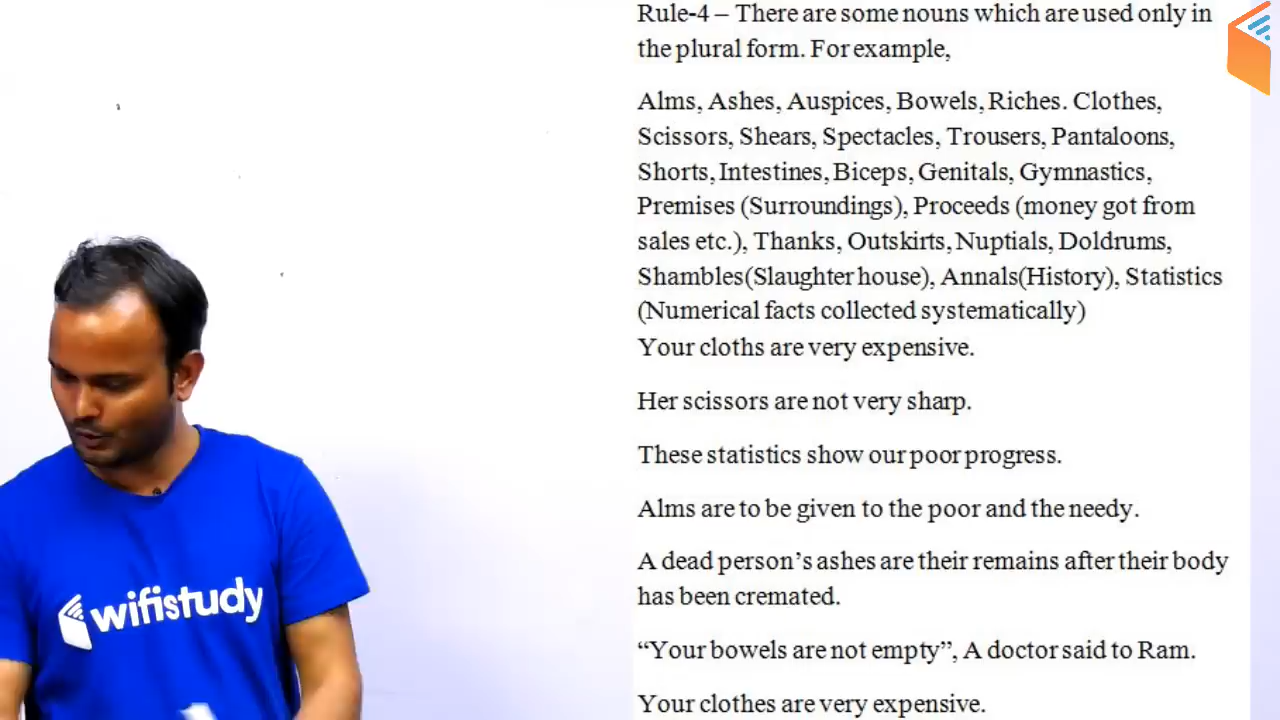 Rule-4 – There are some nouns which are used only in
the plural form. For example,
Alms, Ashes, Auspices, Bowels, Riches. Clothes,
Scissors, Shears, Spectacles, Trousers, Pantaloons,
Shorts, Intestines, Biceps, Genitals, Gymnastics,
Premises (Surroundings), Proceeds (money got from
sales etc.), Thanks, Outskirts, Nuptials, Doldrums,
Shambles(Slaughter house), Annals(History), Statistics
(Numerical facts collected systematically)
Your cloths are very expensive.
Her scissors are not very sharp.
These statistics show our poor progress.
Alms are to be given to the poor and the needy.
A dead person’s ashes are their remains after their body
has been cremated.
“Your bowels are not empty”, A doctor said to Ram.
Your clothes are very expensive.
wifistudy